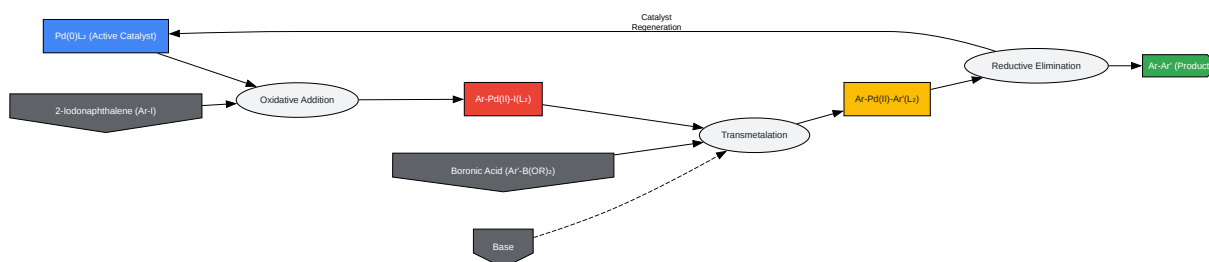 Catalyst
Regeneration
Pd(0)L₂ (Active Catalyst)
Reductive Elimination
Ar-Ar' (Product
2-Iodonaphthalene (Ar-I)
Oxidative Addition
Ar-Pd(II)-I(L₂)
Ar-Pd(II)-Ar'(L₂)
Transmetalation
Boronic Acid (Ar'-B(OR)₂)
Base